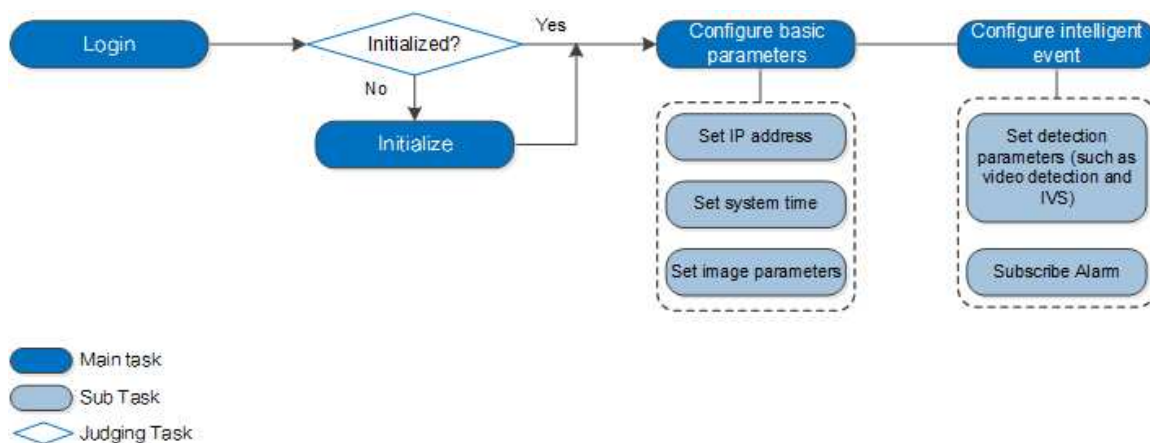 Login
Initialized?
Yes
No
Initialize
Configure basic
parameters
Set IP address
Set system time
Set image parameters
Configure intelligent
event
Set detection
parameters (such as
video detection and
IVS)
Subscribe Alarm
Main task
Sub Task
Judging Task